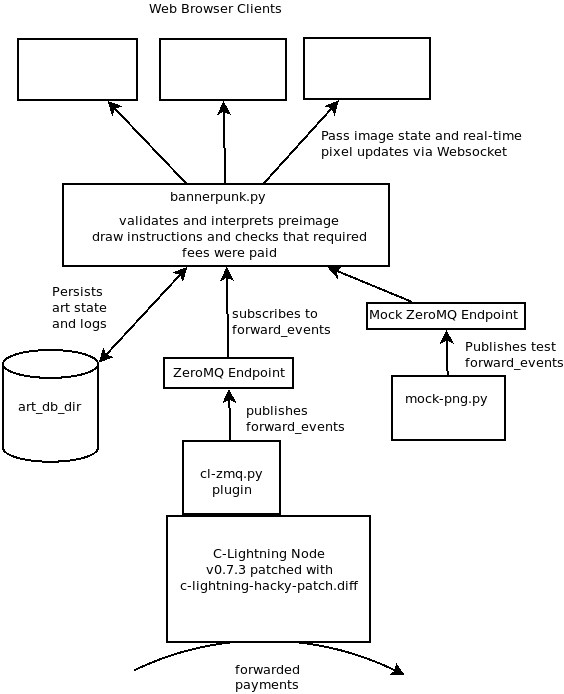 Web Browser Clients
Pass image state and real-time
pixel updates via Websocket
bannerpunk.py
validates and interprets preimage
draw instructions and checks that required
fees were paid
Persists
art state
and logs
subscribes to
forward_events
Mock ZeroMQ Endpoint
Publishes test
forward_events
ZeroMQ Endpoint
mock-png.py
art_db_dir
publishes
forward_events
cl-zmq.py
plugin
C-Lightning Node
v0.7.3 patched with
c-lightning-hacky-patch.diff
forwarded
payments